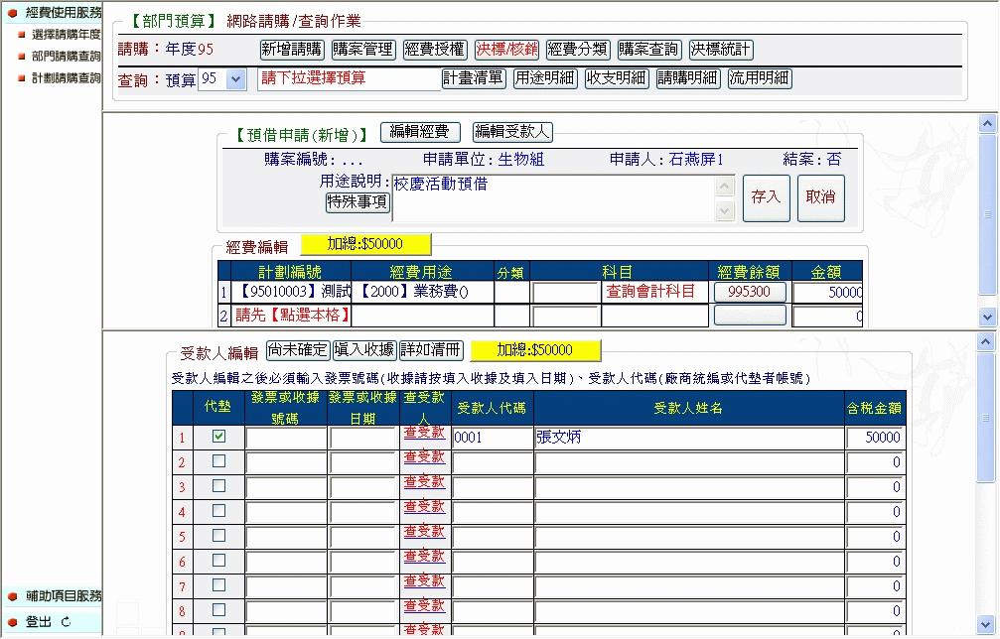 經費使用服務
選擇請購年度
部門請購查詢
計劃請購查詢
輔助項目服務
登出
【部門預算】 網路請購/查詢作業
請購：年度95 新增請購 購案管理 經費授權 決標/核銷 經費分類 購案查詢 決標統計
查詢：預算 95 請下拉選擇預算 計畫清單 用途明細 收支明細 請購明細 流用明細
【預借申請(新增)】 編輯經費 編輯受款人
購案編號：... 申請單位：生物組 申請人：石燕屏1 結案：否
用途說明： 校慶活動預借
特殊事項
存入 取消
經費編輯 加總:$50000
計劃編號 經費用途 分類 科目 經費餘額 金額
1 【95010003】測試 【2000】業務費() 查詢會計科目 995300 50000
2 請先【點選本格】 0
受款人編輯 尚未確定 填入收據 詳如清冊 加總:$50000
受款人編輯之後必須輸入發票號碼(收據請按填入收據及填入日期)、受款人代碼(廠商統編或代墊者帳號)
代墊 發票或收據號碼 發票或收據日期 查受款人 受款人代碼 受款人姓名 含稅金額
1 查受款 0001 張文炳 50000
2 查受款 0
3 查受款 0
4 查受款 0
5 查受款 0
6 查受款 0
7 查受款 0
8 查受款 0
查受款